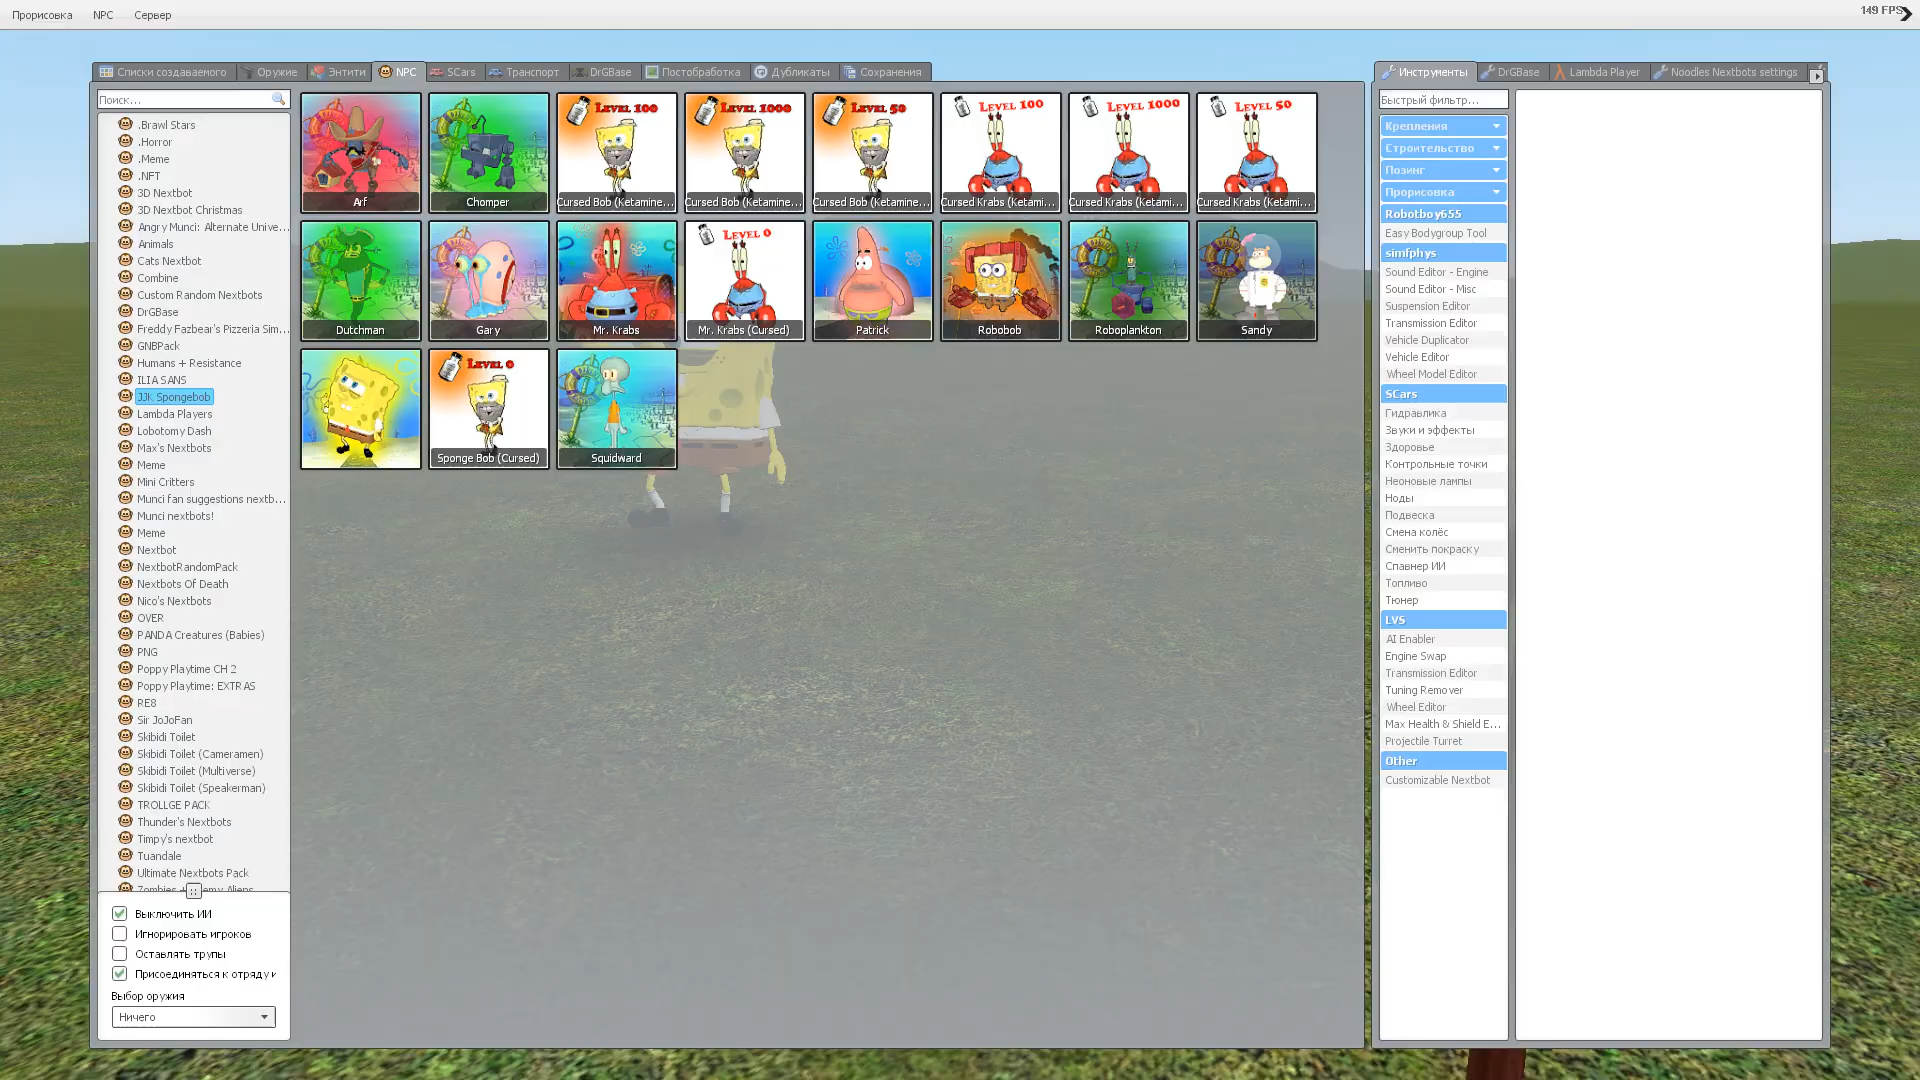 Прорисовка NPC Сервер
149 FPS
Списки создаваемого Оружие Энтити NPC SCars Транспорт DrGBase Постобработка Дубликаты Сохранения
Поиск...
.Brawl Stars
.Horror
.Meme
.NFT
3D Nextbot
3D Nextbot Christmas
Angry Munci: Alternate Unive...
Animals
Cats Nextbot
Combine
Custom Random Nextbots
DrGBase
Freddy Fazbear's Pizzeria Sim...
GNBPack
Humans + Resistance
ILIA SANS
JJK Spongebob
Lambda Players
Lobotomy Dash
Max's Nextbots
Meme
Mini Critters
Munci fan suggestions nextb...
Munci nextbots!
Meme
Nextbot
NextbotRandomPack
Nextbots Of Death
Nico's Nextbots
OVER
PANDA Creatures (Babies)
PNG
Poppy Playtime CH 2
Poppy Playtime: EXTRAS
RE8
Sir JoJoFan
Skibidi Toilet
Skibidi Toilet (Cameramen)
Skibidi Toilet (Multiverse)
Skibidi Toilet (Speakerman)
TROLLGE PACK
Thunder's Nextbots
Timpy's nextbot
Tuandale
Ultimate Nextbots Pack
Выключить ИИ
Игнорировать игроков
Оставлять трупы
Присоединяться к отряду и
Выбор оружия
Ничего
LEVEL 100 LEVEL 1000 LEVEL 50 LEVEL 100 LEVEL 1000 LEVEL 50
Arf Chomper Cursed Bob (Ketamine... Cursed Bob (Ketamine... Cursed Bob (Ketamine... Cursed Krabs (Ketami... Cursed Krabs (Ketami... Cursed Krabs (Ketami...
LEVEL 0
Dutchman Gary Mr. Krabs Mr. Krabs (Cursed) Patrick Robobob Roboplankton Sandy
LEVEL 0
Sponge Bob (Cursed) Squidward
Инструменты DrGBase Lambda Player Noodles Nextbots settings
Быстрый фильтр...
Крепления
Строительство
Позинг
Прорисовка
Robotboy655
Easy Bodygroup Tool
simfphys
Sound Editor - Engine
Sound Editor - Misc
Suspension Editor
Transmission Editor
Vehicle Duplicator
Vehicle Editor
Wheel Model Editor
SCars
Гидравлика
Звуки и эффекты
Здоровье
Контрольные точки
Неоновые лампы
Ноды
Подвеска
Смена колёс
Сменить покраску
Спавнер ИИ
Топливо
Тюнер
LVS
AI Enabler
Engine Swap
Transmission Editor
Tuning Remover
Wheel Editor
Max Health & Shield E...
Projectile Turret
Other
Customizable Nextbot